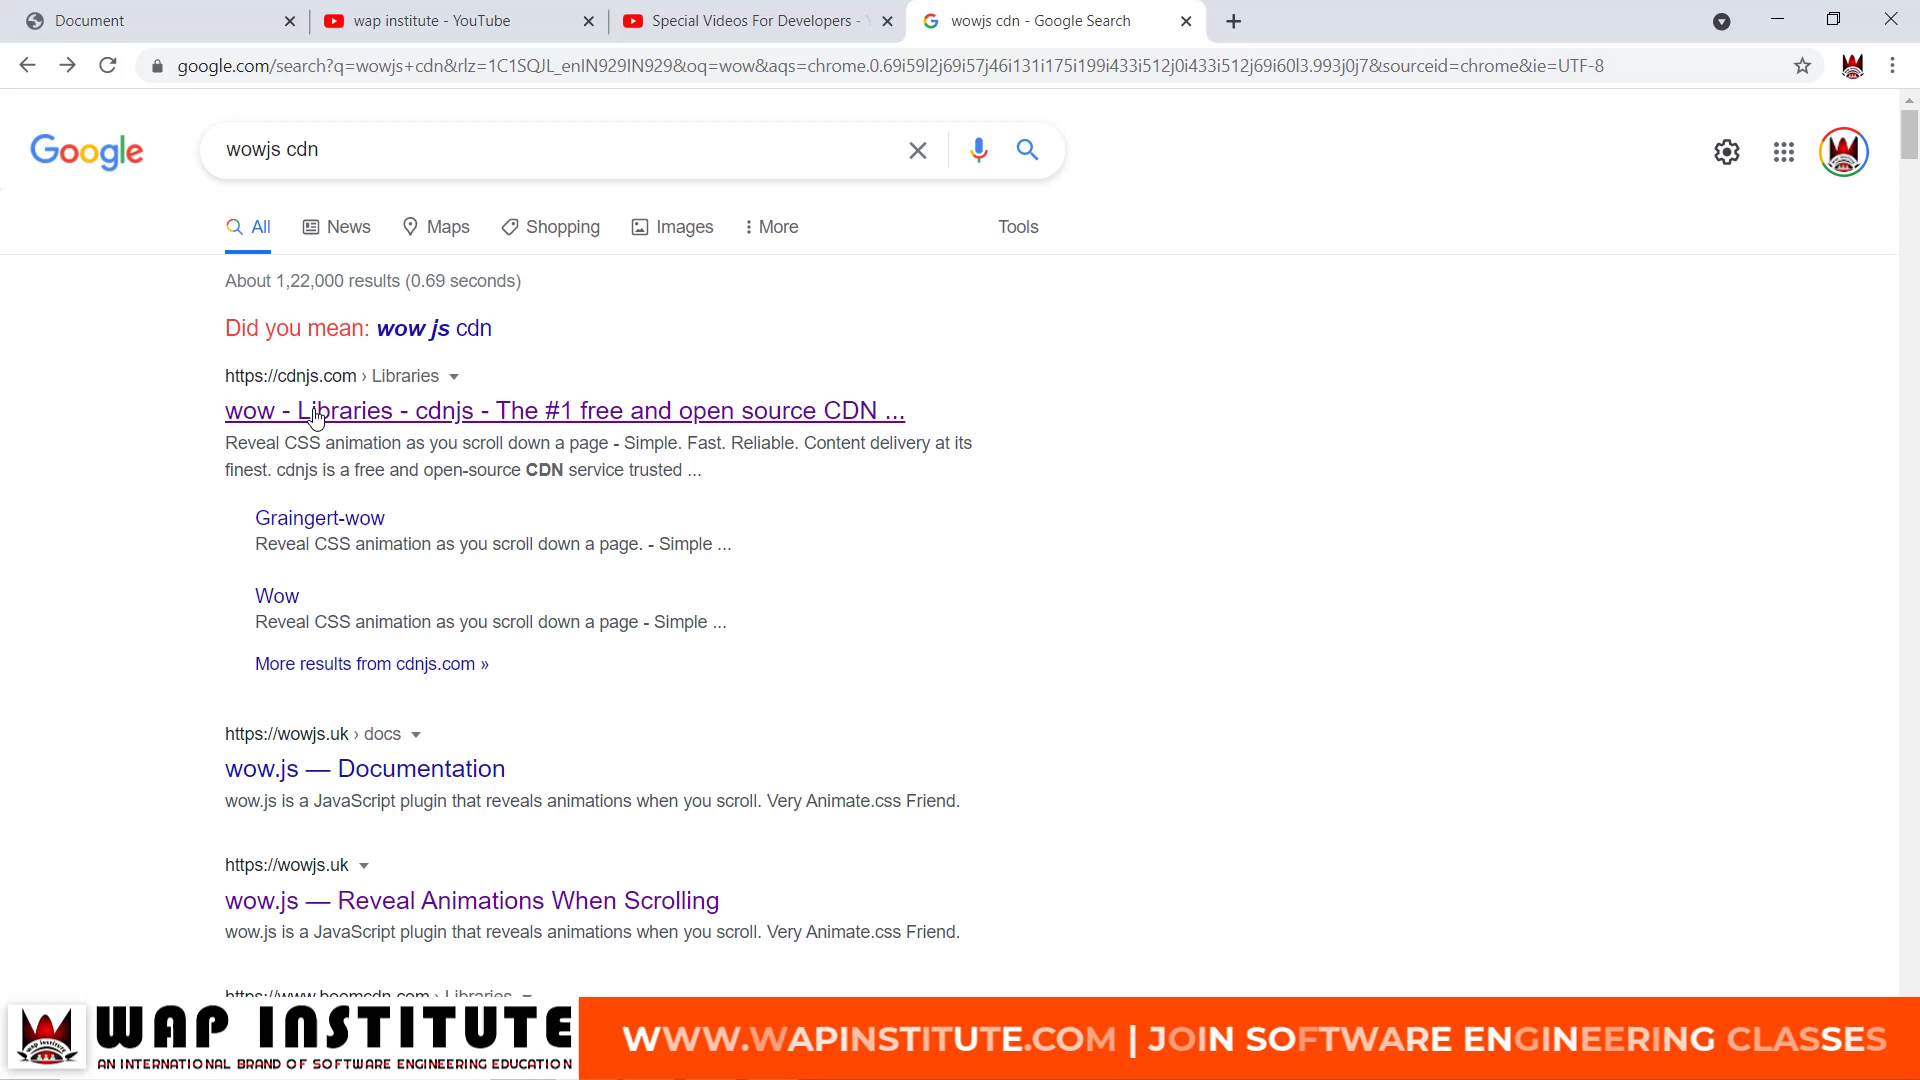 Document
wap institute - YouTube
Special Videos For Developers -
wowjs cdn - Google Search
google.com/search?q=wowjs+cdn&rlz=1C1SQJL_enIN929IN929&oq=wow&aqs=chrome.0.69i59l2j69i57j46i131i175i199i433i512j0i433i512j69i60l3.993j0j7&sourceid=chrome&ie=UTF-8
Google
wowjs cdn
All
News
Maps
Shopping
Images
More
Tools
About 1,22,000 results (0.69 seconds)
Did you mean: wow js cdn
https://cdnjs.com › Libraries
wow - Libraries - cdnjs - The #1 free and open source CDN ...
Reveal CSS animation as you scroll down a page - Simple. Fast. Reliable. Content delivery at its
finest. cdnjs is a free and open-source CDN service trusted ...
Graingert-wow
Reveal CSS animation as you scroll down a page. - Simple ...
Wow
Reveal CSS animation as you scroll down a page - Simple ...
More results from cdnjs.com »
https://wowjs.uk › docs
wow.js — Documentation
wow.js is a JavaScript plugin that reveals animations when you scroll. Very Animate.css Friend.
https://wowjs.uk
wow.js — Reveal Animations When Scrolling
wow.js is a JavaScript plugin that reveals animations when you scroll. Very Animate.css Friend.
https://www.boomcdn.com › Libraries
WAP INSTITUTE
AN INTERNATIONAL BRAND OF SOFTWARE ENGINEERING EDUCATION
WWW.WAPINSTITUTE.COM | JOIN SOFTWARE ENGINEERING CLASSES